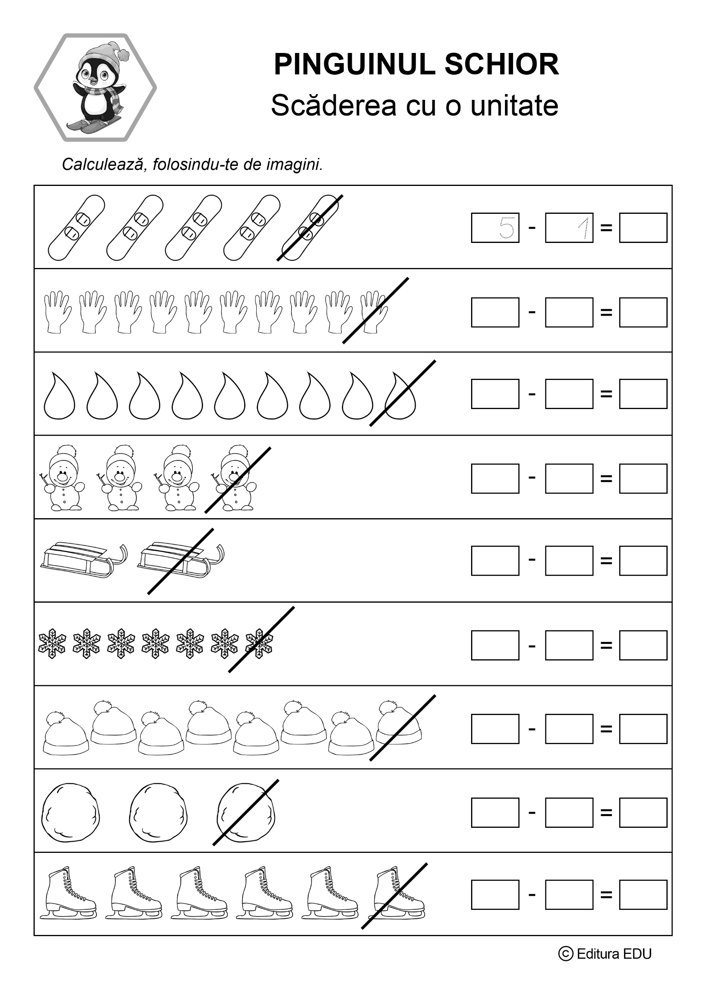 PINGUINUL SCHIOR
Scăderea cu o unitate
Calculează, folosindu-te de imagini.
5 - 1 =
- =
- =
- =
- =
- =
- =
- =
- =
© Editura EDU